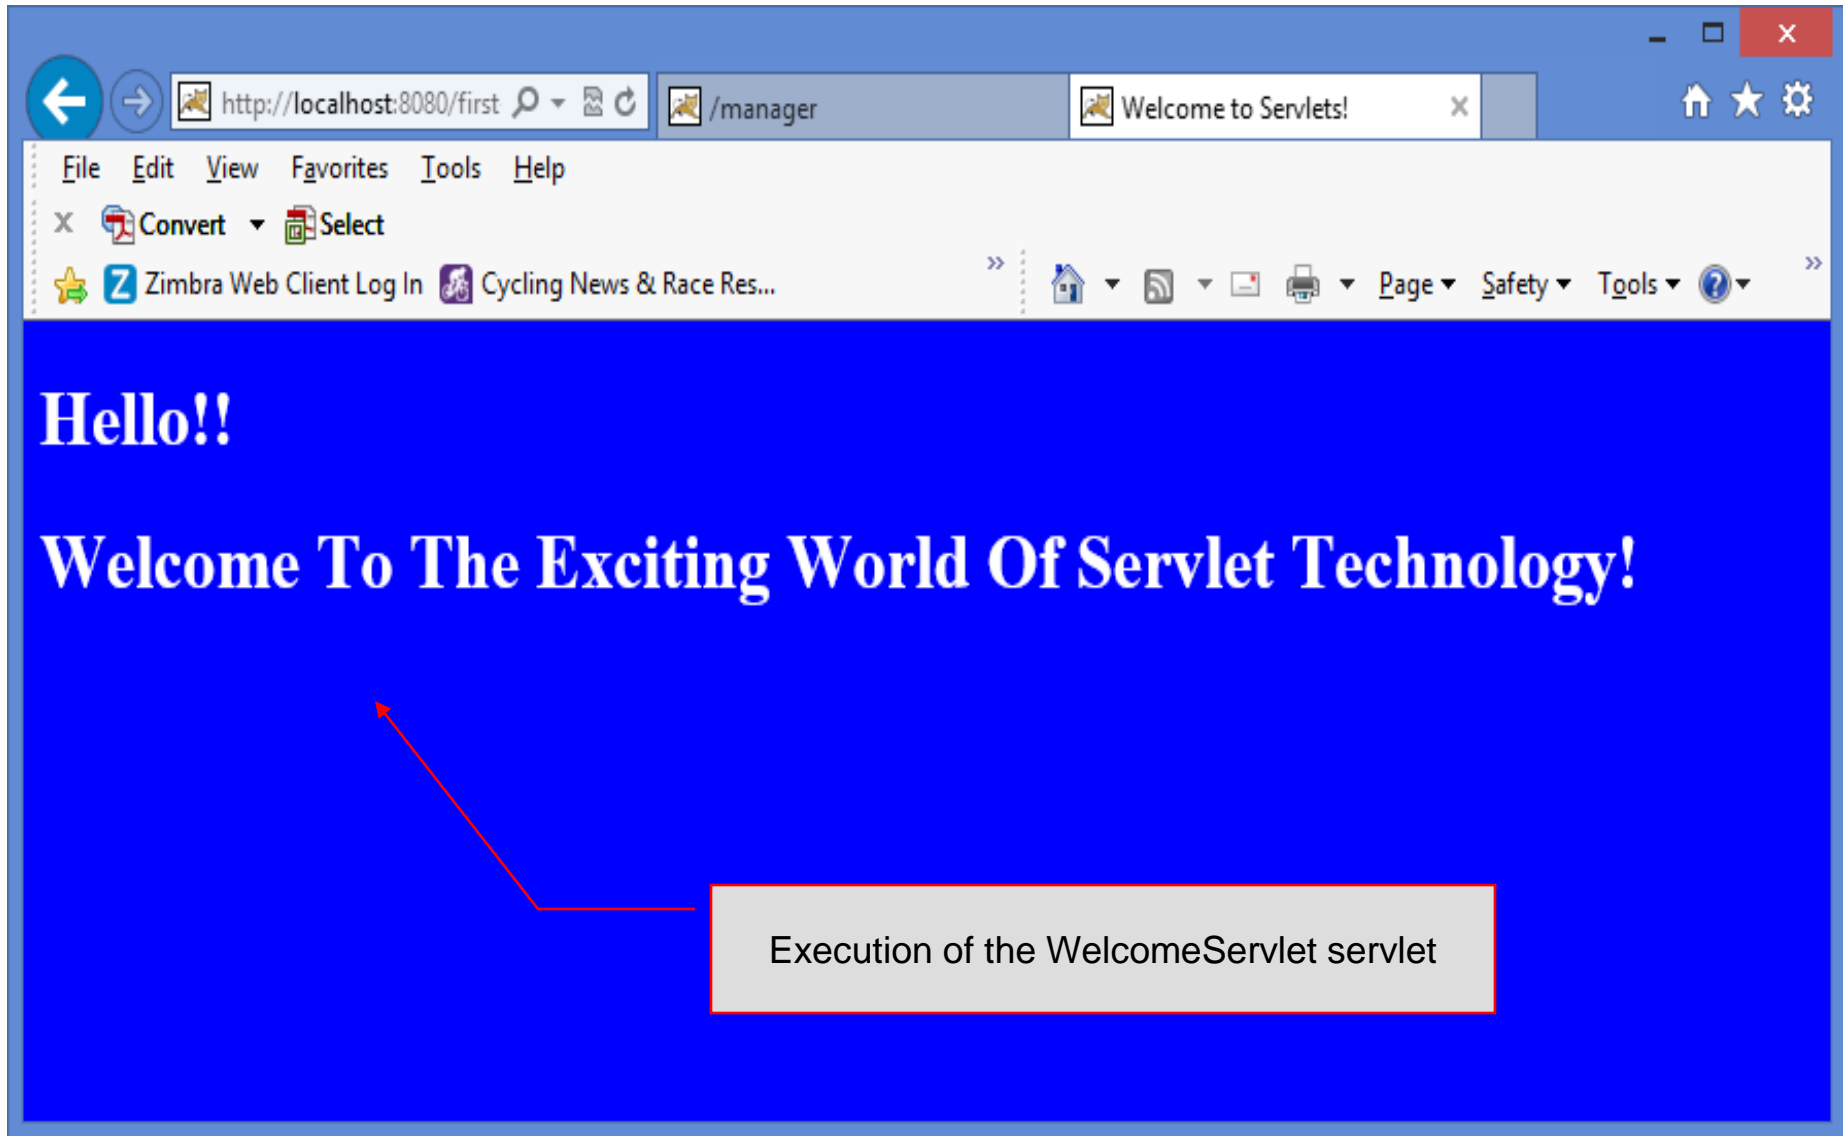 http://localhost:8080/first
/manager
Welcome to Servlets!
File Edit View Favorites Tools Help
Convert Select
Zimbra Web Client Log In Cycling News & Race Res... Page Safety Tools
Hello!!
Welcome To The Exciting World Of Servlet Technology!
Execution of the WelcomeServlet servlet